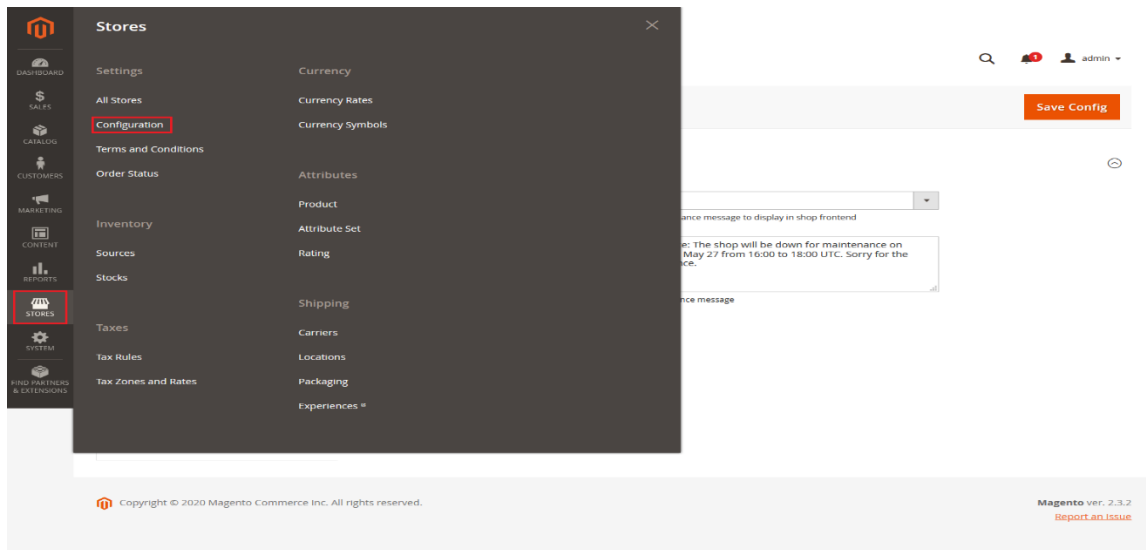 DASHBOARD
SALES
CATALOG
CUSTOMERS
MARKETING
CONTENT
REPORTS
STORES
SYSTEM
FIND PARTNERS
& EXTENSIONS
Stores
Settings
All Stores
Configuration
Terms and Conditions
Order Status
Inventory
Sources
Stocks
Taxes
Tax Rules
Tax Zones and Rates
Currency
Currency Rates
Currency Symbols
Attributes
Product
Attribute Set
Rating
Shipping
Carriers
Locations
Packaging
Experiences
1
admin
Save Config
ance message to display in shop frontend
e: The shop will be down for maintenance on
May 27 from 16:00 to 18:00 UTC. Sorry for the
nce.
nce message
Copyright © 2020 Magento Commerce Inc. All rights reserved.
Magento ver. 2.3.2
Report an Issue